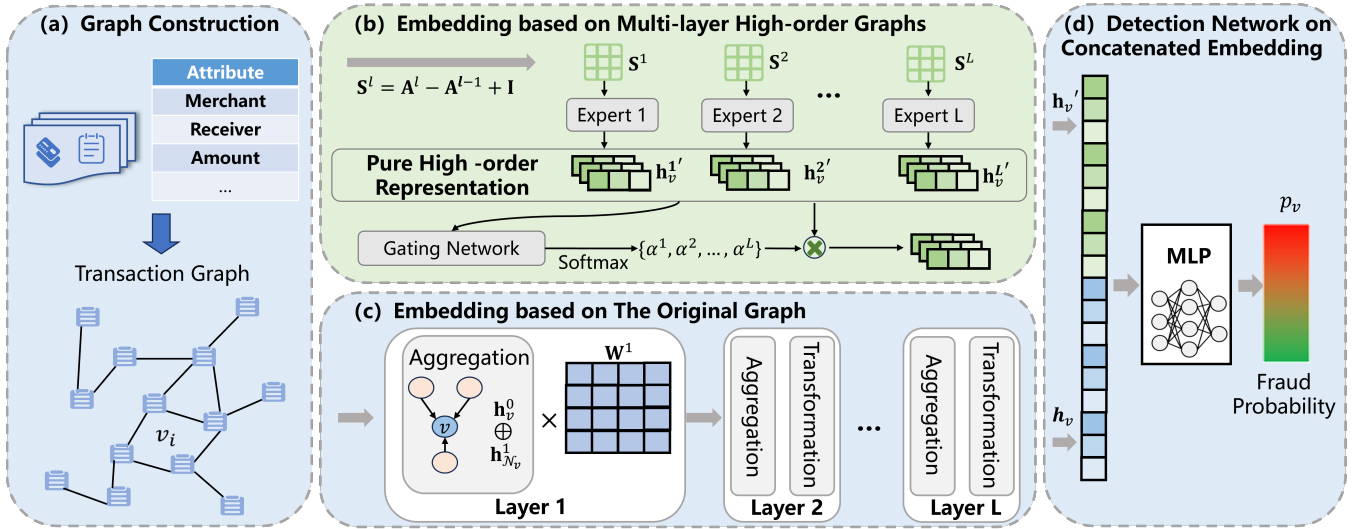 (a) Graph Construction
Attribute
Merchant
Receiver
Amount
...
Transaction Graph
v_i
(b) Embedding based on Multi-layer High-order Graphs
S^l = A^l − A^{l−1} + I
S^1
S^2
S^L
Expert 1
Expert 2
...
Expert L
Pure High -order
Representation
h_v^{1′}
h_v^{2′}
h_v^{L′}
Gating Network
Softmax
{α^1, α^2, ..., α^L}
(c) Embedding based on The Original Graph
Aggregation
v
h_v^0
⊕
h_{N_v}^1
×
W^1
Layer 1
Aggregation
Transformation
Layer 2
...
Aggregation
Transformation
Layer L
(d) Detection Network on
Concatenated Embedding
h_v′
h_v
MLP
p_v
Fraud
Probability